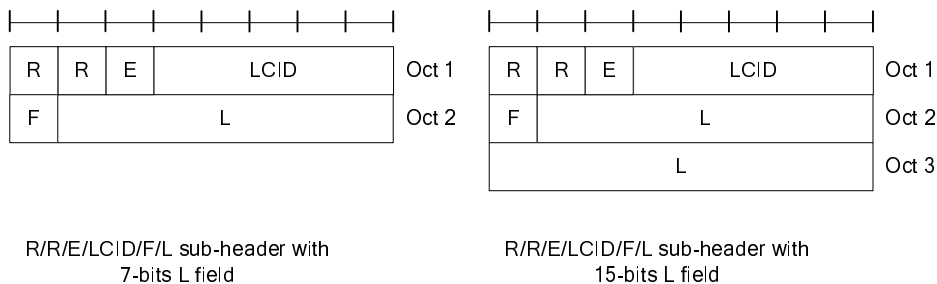 R R E LCID Oct 1
F L Oct 2
R/R/E/LCID/F/L sub-header with
7-bits L field
R R E LCID Oct 1
F L Oct 2
L Oct 3
R/R/E/LCID/F/L sub-header with
15-bits L field